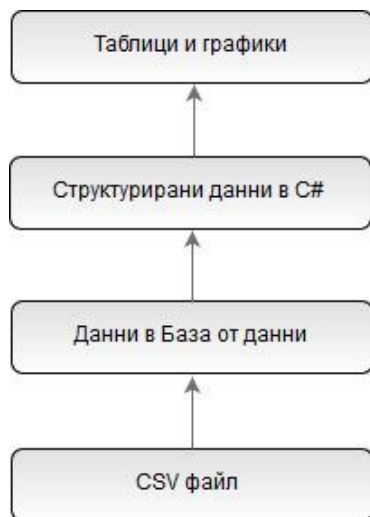 Таблици и графики
Структурирани данни в C#
Данни в База от данни
CSV файл